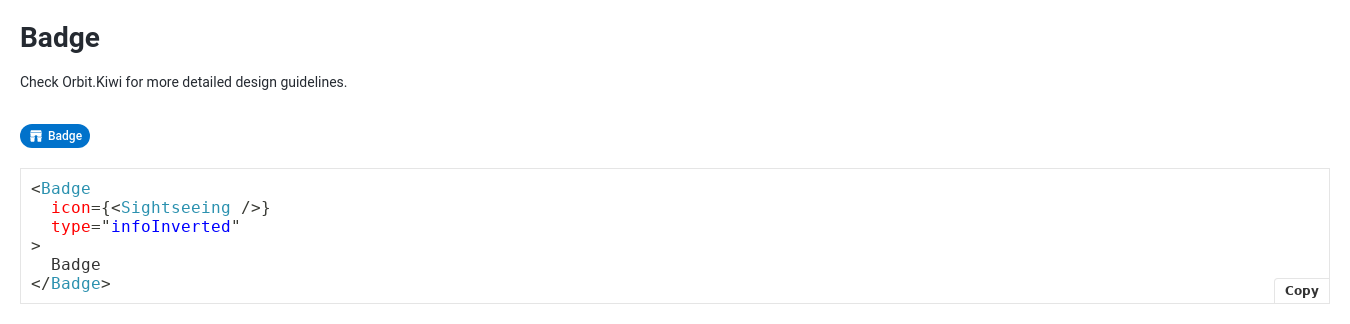 Badge
Check Orbit.Kiwi for more detailed design guidelines.
Badge
<Badge
  icon={<Sightseeing />}
  type="infoInverted"
>
  Badge
</Badge>
Copy